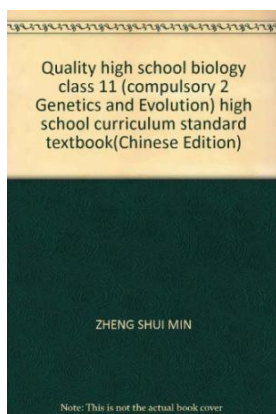 Quality high school biology
class 11 (compulsory 2
Genetics and Evolution) high
school curriculum standard
textbook(Chinese Edition)
ZHENG SHUI MIN
Note: This is not the actual book cover